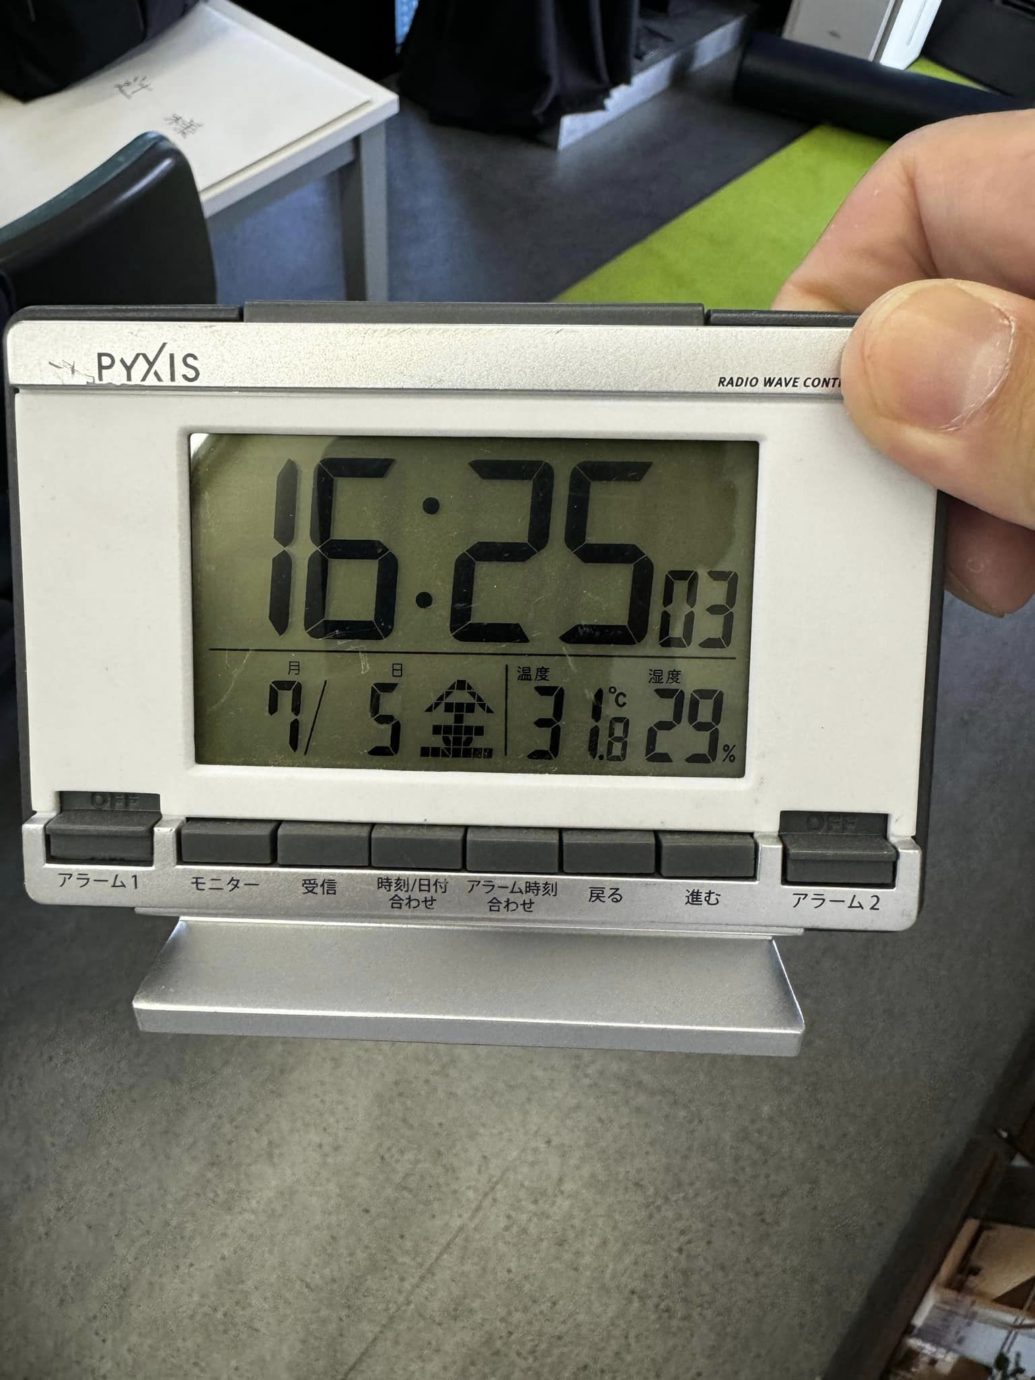 PYXIS
RADIO WAVE
16:25 03
月 日 温度 湿度
7/ 5 金 31.8 ℃ 29 %
OFF OFF
アラーム1 モニター 受信 時刻/日付合わせ アラーム時刻合わせ 戻る 進む アラーム2